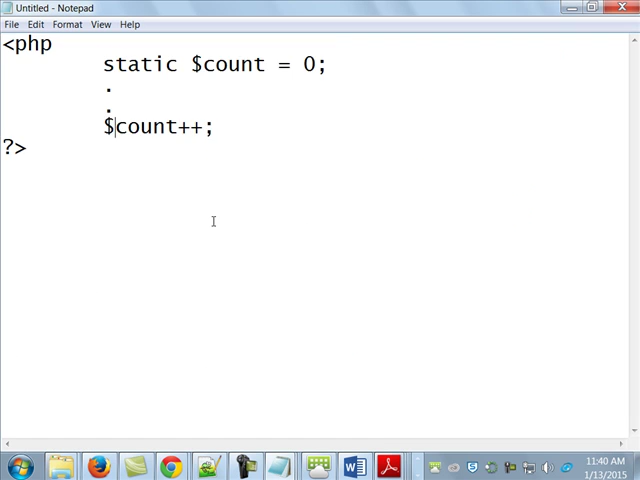 Untitled - Notepad
File Edit Format View Help
<php
static $count = 0;
.
.
$count++;
?>
11:40 AM
1/13/2015